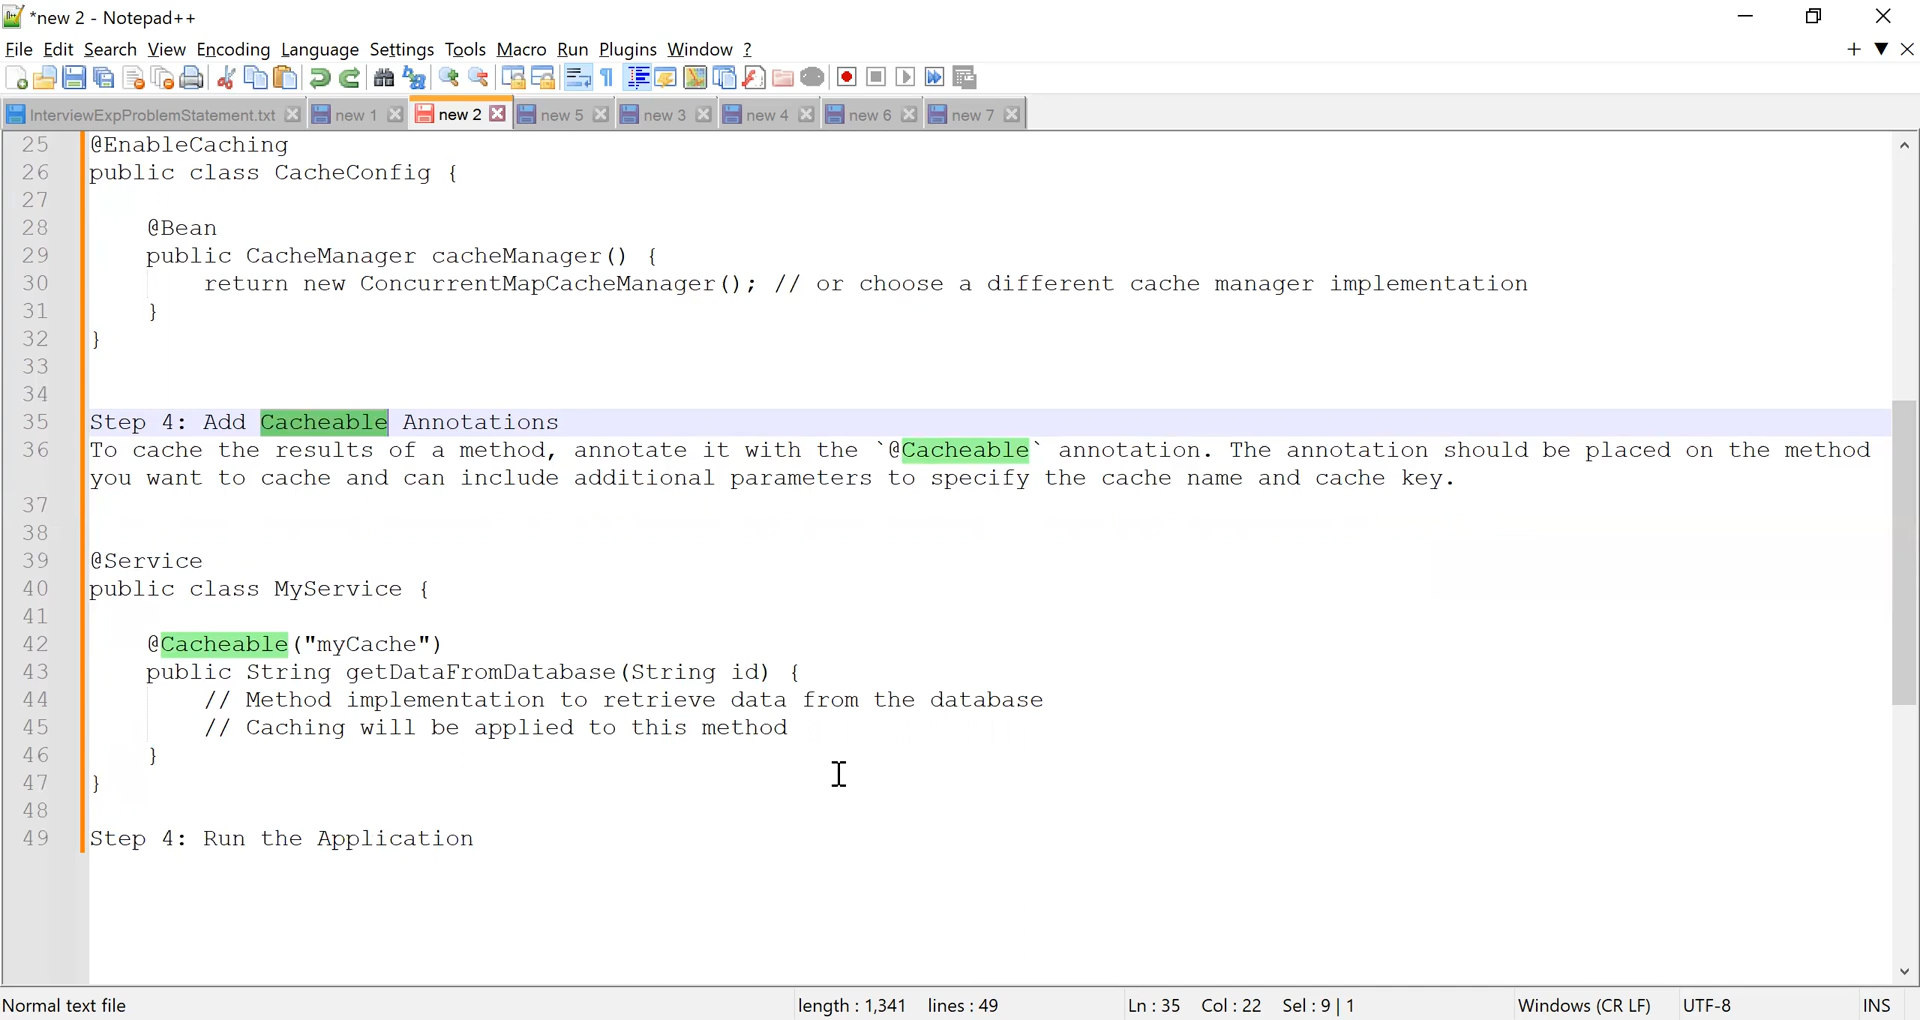 *new 2 - Notepad++
File Edit Search View Encoding Language Settings Tools Macro Run Plugins Window ?
InterviewExpProblemStatement.txt new 1 new 2 new 5 new 3 new 4 new 6 new 7
25 @EnableCaching
26 public class CacheConfig {
27
28 @Bean
29 public CacheManager cacheManager() {
30 return new ConcurrentMapCacheManager(); // or choose a different cache manager implementation
31 }
32 }
33
34
35 Step 4: Add Cacheable Annotations
36 To cache the results of a method, annotate it with the `@Cacheable` annotation. The annotation should be placed on the method
you want to cache and can include additional parameters to specify the cache name and cache key.
37
38
39 @Service
40 public class MyService {
41
42 @Cacheable("myCache")
43 public String getDataFromDatabase(String id) {
44 // Method implementation to retrieve data from the database
45 // Caching will be applied to this method
46 }
47 }
48
49 Step 4: Run the Application
Normal text file length : 1,341 lines : 49 Ln : 35 Col : 22 Sel : 9 | 1 Windows (CR LF) UTF-8 INS